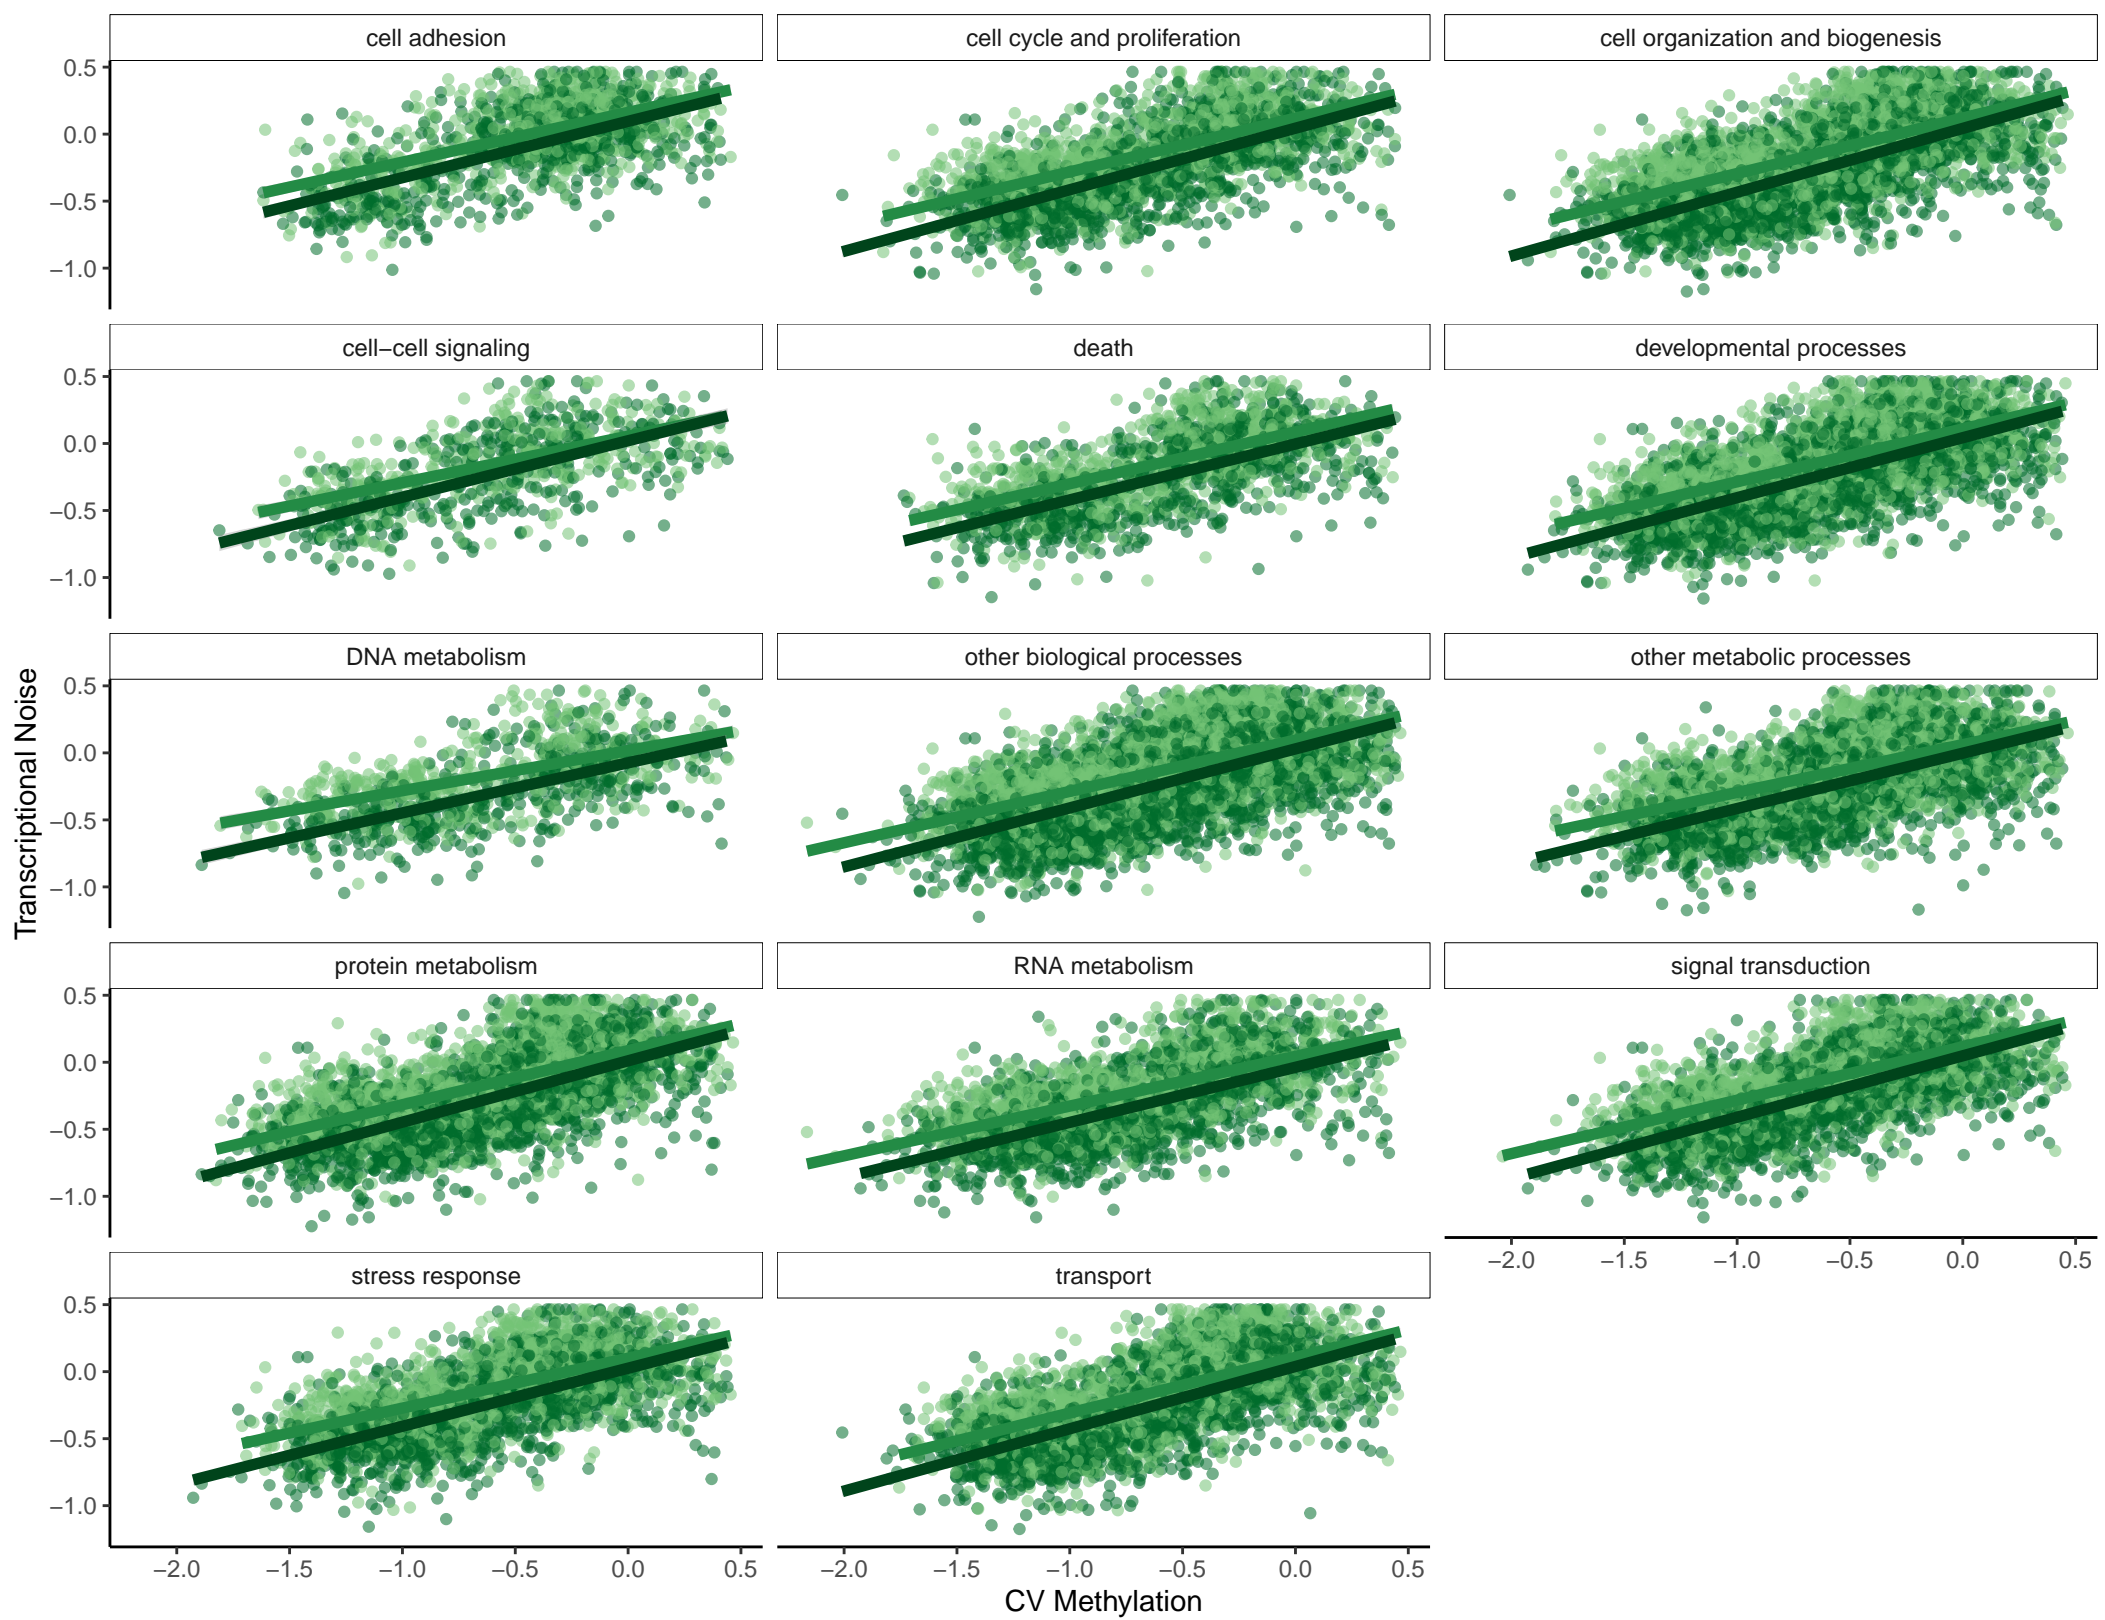 cell adhesion
cell cycle and proliferation
cell organization and biogenesis
0.5
0.0
−0.5
−1.0
cell−cell signaling
death
developmental processes
0.5
0.0
−0.5
−1.0
DNA metabolism
other biological processes
other metabolic processes
0.5
0.0
−0.5
−1.0
Transcriptional Noise
protein metabolism
RNA metabolism
signal transduction
0.5
0.0
−0.5
−1.0
−2.0 −1.5 −1.0 −0.5 0.0 0.5
stress response
transport
0.5
0.0
−0.5
−1.0
−2.0 −1.5 −1.0 −0.5 0.0 0.5
−2.0 −1.5 −1.0 −0.5 0.0 0.5
CV Methylation